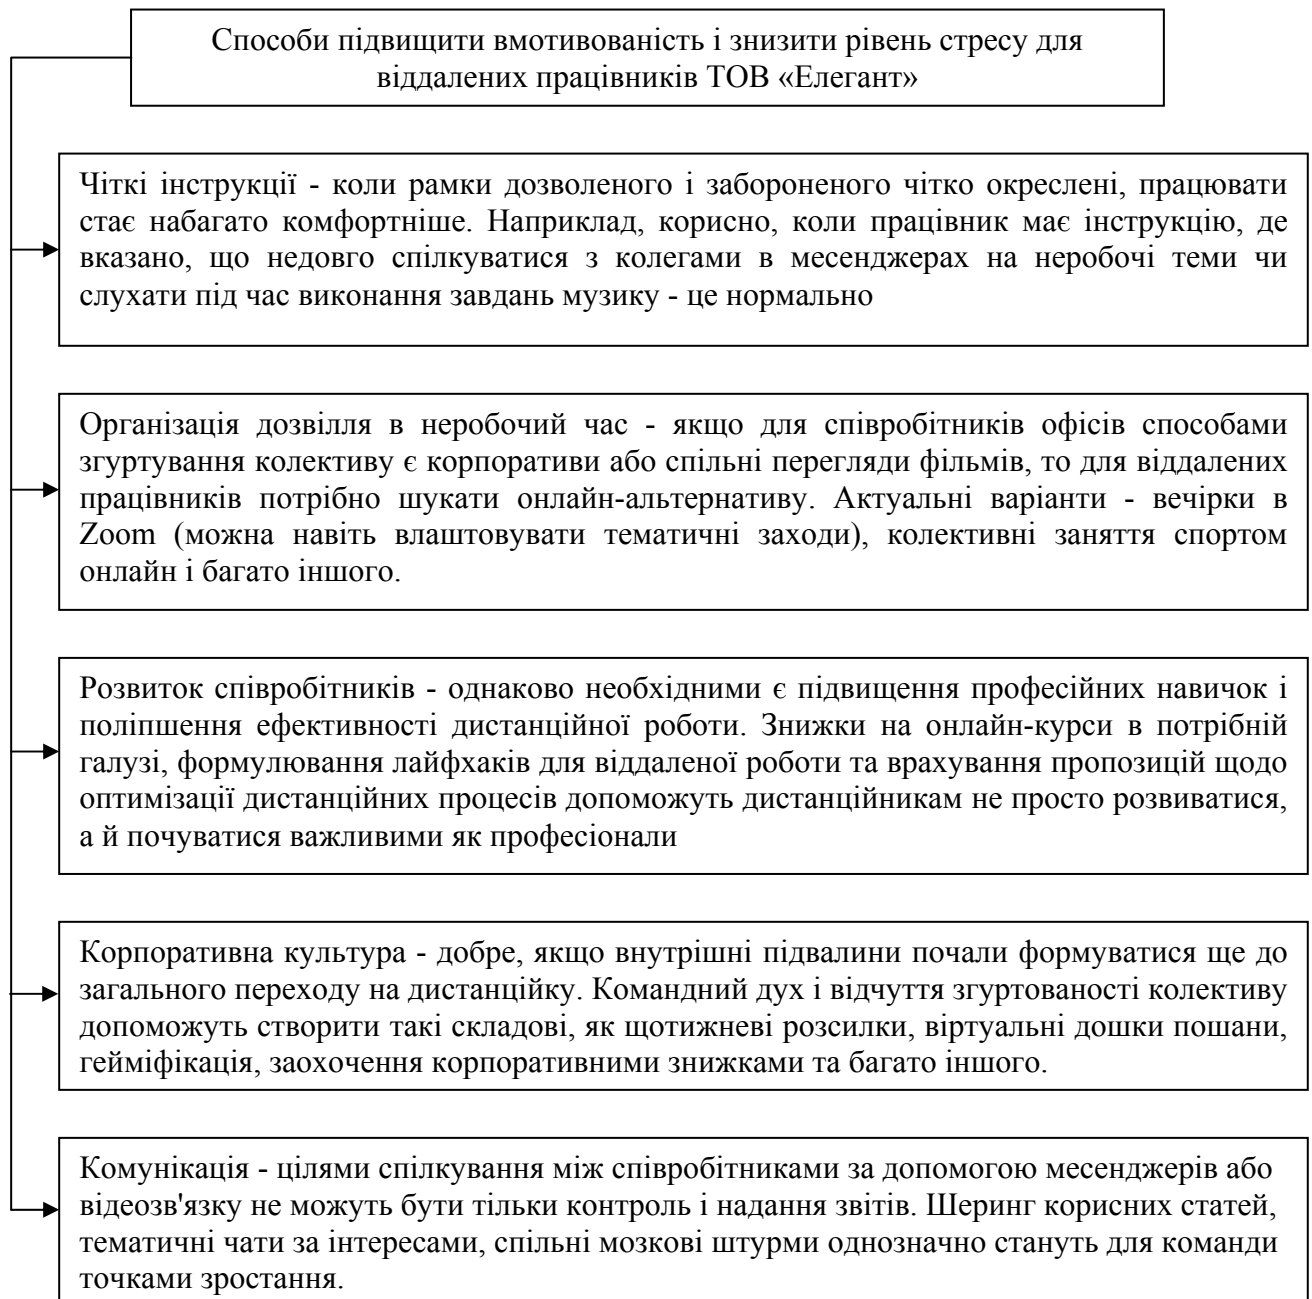 Способи підвищити вмотивованість і знизити рівень стресу для
віддалених працівників ТОВ «Елегант»
Чіткі інструкції - коли рамки дозволеного і забороненого чітко окреслені, працювати
стає набагато комфортніше. Наприклад, корисно, коли працівник має інструкцію, де
вказано, що недовго спілкуватися з колегами в месенджерах на неробочі теми чи
слухати під час виконання завдань музику - це нормально
Організація дозвілля в неробочий час - якщо для співробітників офісів способами
згуртування колективу є корпоративи або спільні перегляди фільмів, то для віддалених
працівників потрібно шукати онлайн-альтернативу. Актуальні варіанти - вечірки в
Zoom (можна навіть влаштовувати тематичні заходи), колективні заняття спортом
онлайн і багато іншого.
Розвиток співробітників - однаково необхідними є підвищення професійних навичок і
поліпшення ефективності дистанційної роботи. Знижки на онлайн-курси в потрібній
галузі, формулювання лайфхаків для віддаленої роботи та врахування пропозицій щодо
оптимізації дистанційних процесів допоможуть дистанційникам не просто розвиватися,
а й почуватися важливими як професіонали
Корпоративна культура - добре, якщо внутрішні підвалини почали формуватися ще до
загального переходу на дистанційку. Командний дух і відчуття згуртованості колективу
допоможуть створити такі складові, як щотижневі розсилки, віртуальні дошки пошани,
гейміфікація, заохочення корпоративними знижками та багато іншого.
Комунікація - цілями спілкування між співробітниками за допомогою месенджерів або
відеозв'язку не можуть бути тільки контроль і надання звітів. Шеринг корисних статей,
тематичні чати за інтересами, спільні мозкові штурми однозначно стануть для команди
точками зростання.